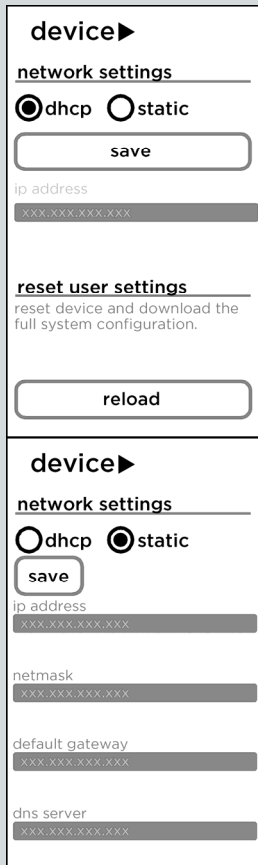 device▶
network settings
dhcp static
save
ip address
xxx.xxx.xxx.xxx
reset user settings
reset device and download the
full system configuration.
reload
device▶
network settings
dhcp static
save
ip address
xxx.xxx.xxx.xxx
netmask
xxx.xxx.xxx.xxx
default gateway
xxx.xxx.xxx.xxx
dns server
xxx.xxx.xxx.xxx